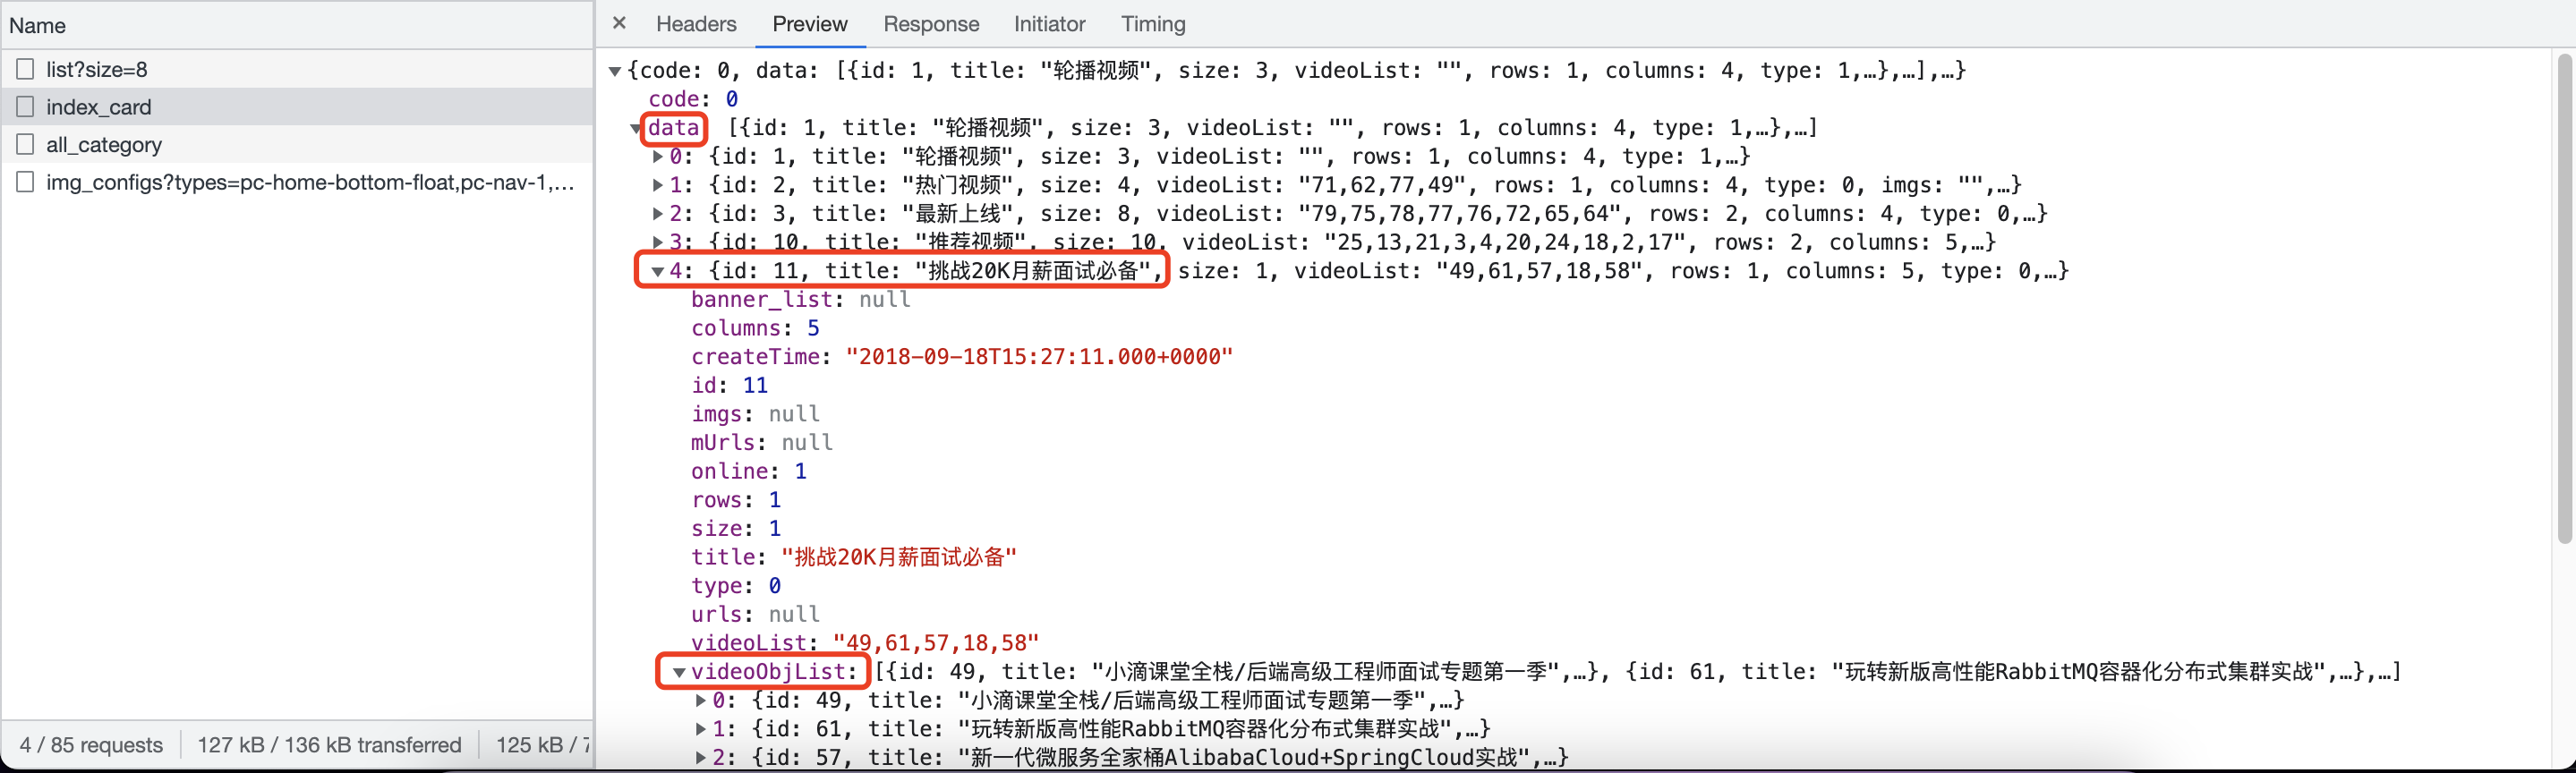 Name
list?size=8
index_card
all_category
img_configs?types=pc-home-bottom-float,pc-nav-1,...
4 / 85 requests 127 kB / 136 kB transferred 125 kB / 7
× Headers Preview Response Initiator Timing
▼{code: 0, data: [{id: 1, title: "轮播视频", size: 3, videoList: "", rows: 1, columns: 4, type: 1,…},…],…}
code: 0
▼data [{id: 1, title: "轮播视频", size: 3, videoList: "", rows: 1, columns: 4, type: 1,…},…]
▶0: {id: 1, title: "轮播视频", size: 3, videoList: "", rows: 1, columns: 4, type: 1,…}
▶1: {id: 2, title: "热门视频", size: 4, videoList: "71,62,77,49", rows: 1, columns: 4, type: 0, imgs: "",…}
▶2: {id: 3, title: "最新上线", size: 8, videoList: "79,75,78,77,76,72,65,64", rows: 2, columns: 4, type: 0,…}
▶3: {id: 10, title: "推荐视频", size: 10, videoList: "25,13,21,3,4,20,24,18,2,17", rows: 2, columns: 5,…}
▼4: {id: 11, title: "挑战20K月薪面试必备", size: 1, videoList: "49,61,57,18,58", rows: 1, columns: 5, type: 0,…}
banner_list: null
columns: 5
createTime: "2018-09-18T15:27:11.000+0000"
id: 11
imgs: null
mUrls: null
online: 1
rows: 1
size: 1
title: "挑战20K月薪面试必备"
type: 0
urls: null
videoList: "49,61,57,18,58"
▼videoObjList: [{id: 49, title: "小滴课堂全栈/后端高级工程师面试专题第一季",…}, {id: 61, title: "玩转新版高性能RabbitMQ容器化分布式集群实战",…},…]
▶0: {id: 49, title: "小滴课堂全栈/后端高级工程师面试专题第一季",…}
▶1: {id: 61, title: "玩转新版高性能RabbitMQ容器化分布式集群实战",…}
▶2: {id: 57, title: "新一代微服务全家桶AlibabaCloud+SpringCloud实战",…}